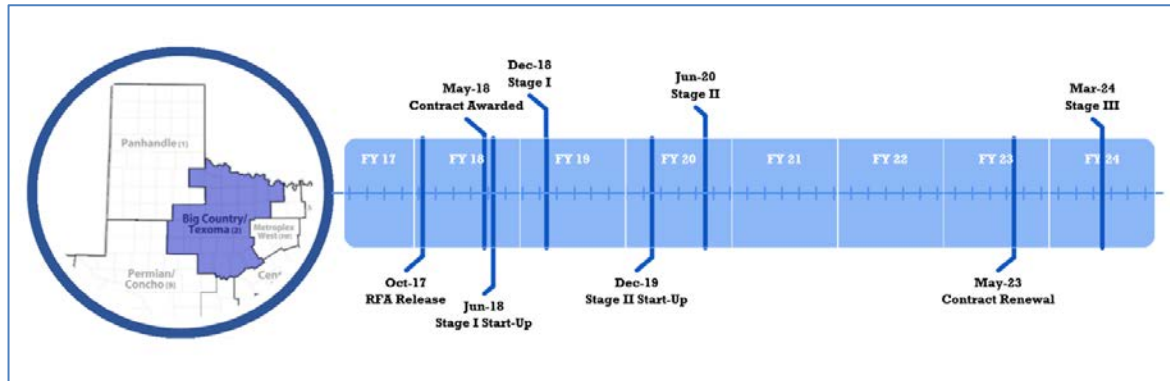 Panhandle (1)
Big Country/
Texoma (2)
Metroplex
West (3W)
Permian/
Concho (9)
Cen
Dec-18
Stage I
May-18
Contract Awarded
Jun-20
Stage II
Mar-24
Stage III
FY 17
FY 18
FY 19
FY 20
FY 21
FY 22
FY 23
FY 24
Oct-17
RFA Release
Jun-18
Stage I Start-Up
Dec-19
Stage II Start-Up
May-23
Contract Renewal